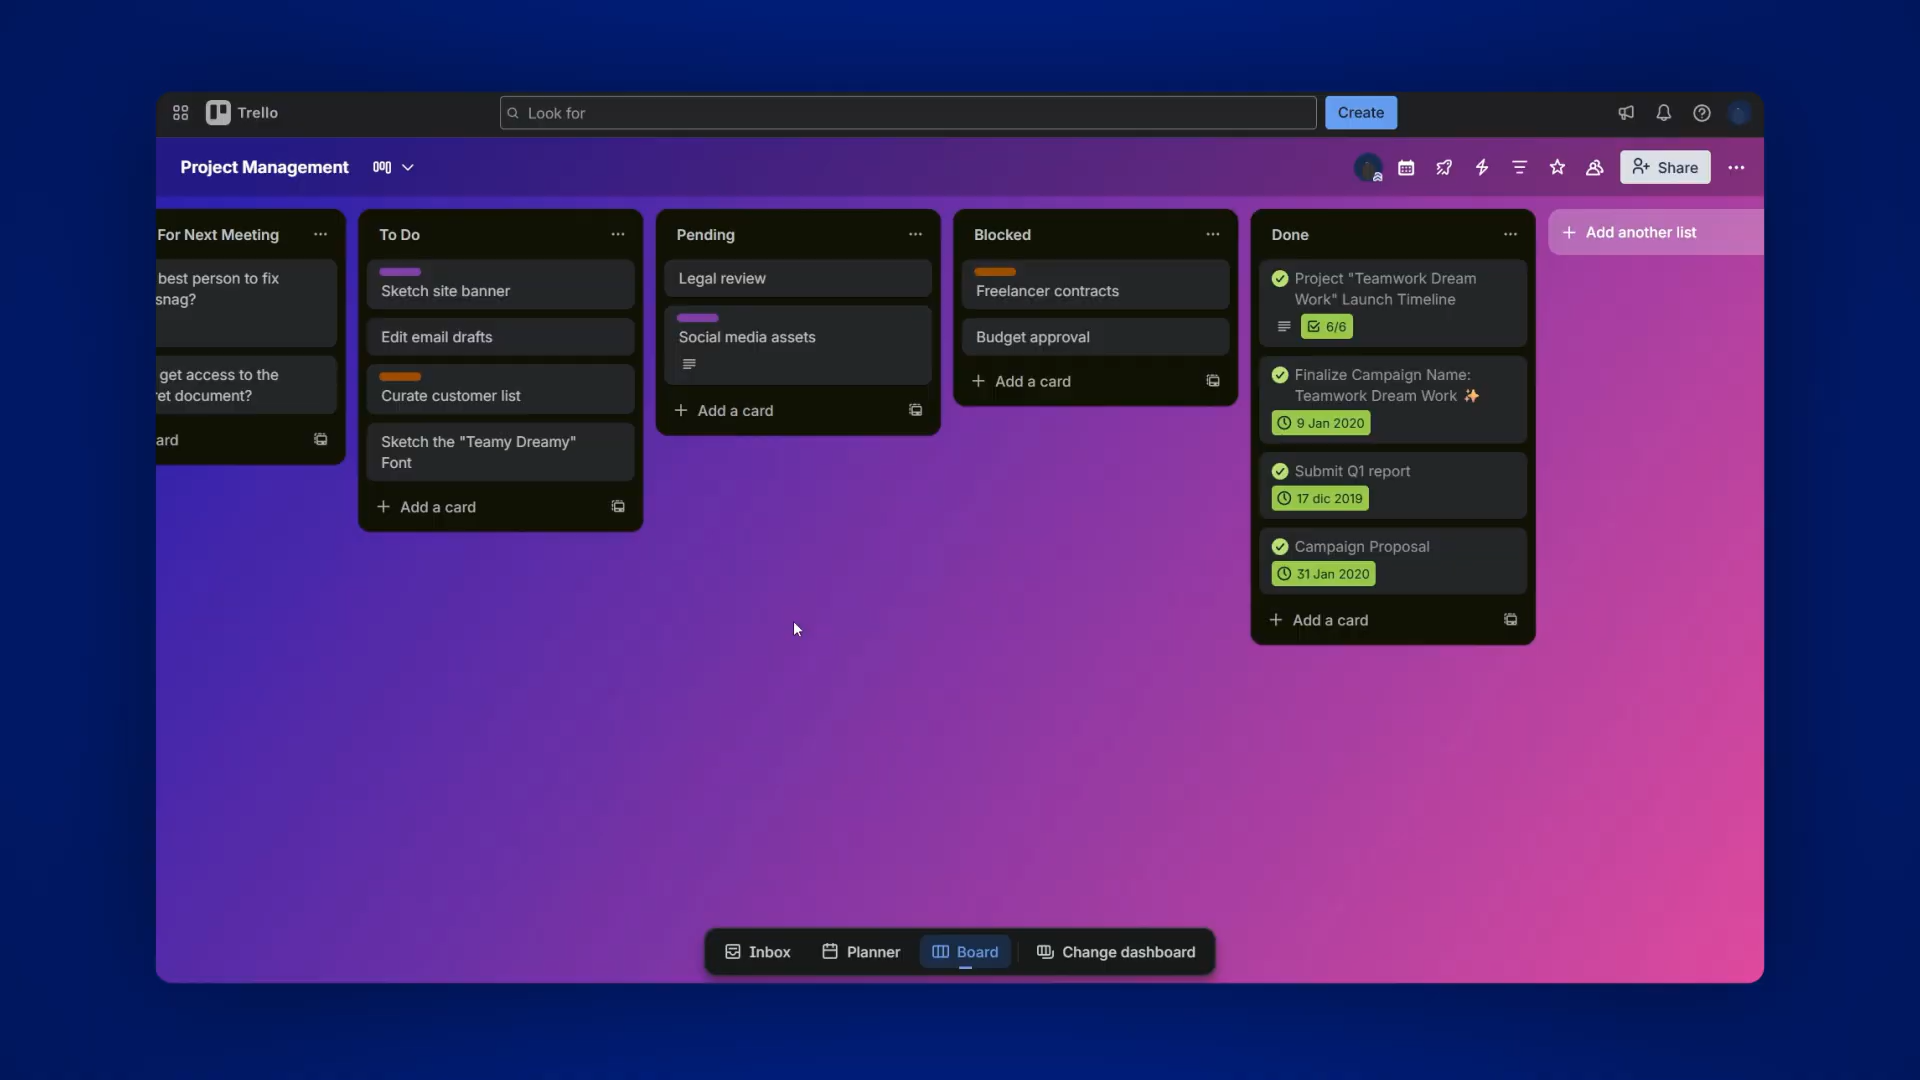 Trello
Look for
Create
Project Management
Share
For Next Meeting
best person to fix
snag?
get access to the
et document?
ard
To Do
Sketch site banner
Edit email drafts
Curate customer list
Sketch the "Teamy Dreamy"
Font
Add a card
Pending
Legal review
Social media assets
Add a card
Blocked
Freelancer contracts
Budget approval
Add a card
Done
Project "Teamwork Dream
Work" Launch Timeline
6/6
Finalize Campaign Name:
Teamwork Dream Work ✨
9 Jan 2020
Submit Q1 report
17 dic 2019
Campaign Proposal
31 Jan 2020
Add a card
Add another list
Inbox
Planner
Board
Change dashboard